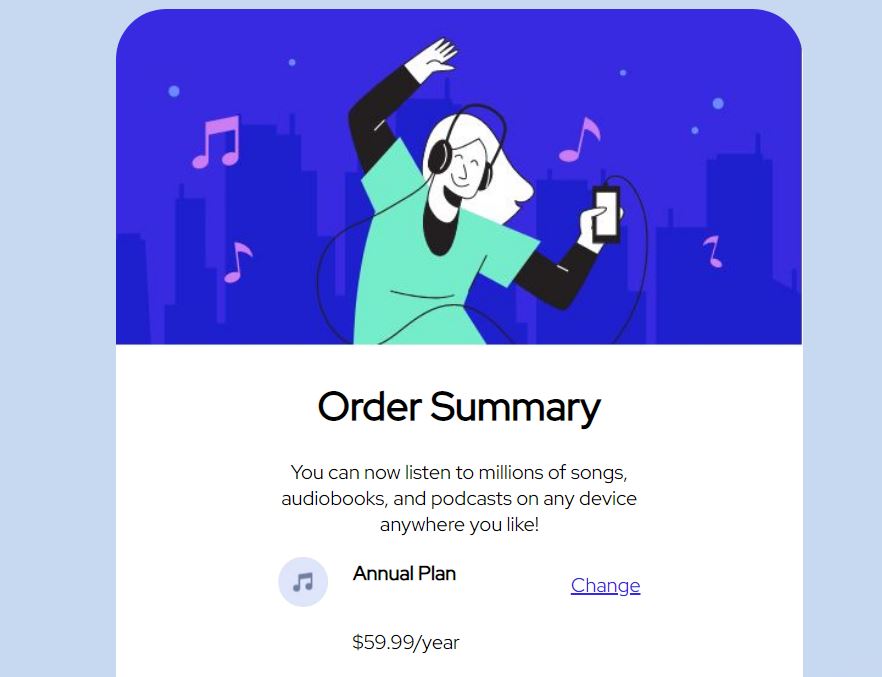 Order Summary
You can now listen to millions of songs,
audiobooks, and podcasts on any device
anywhere you like!
Annual Plan
Change
$59.99/year